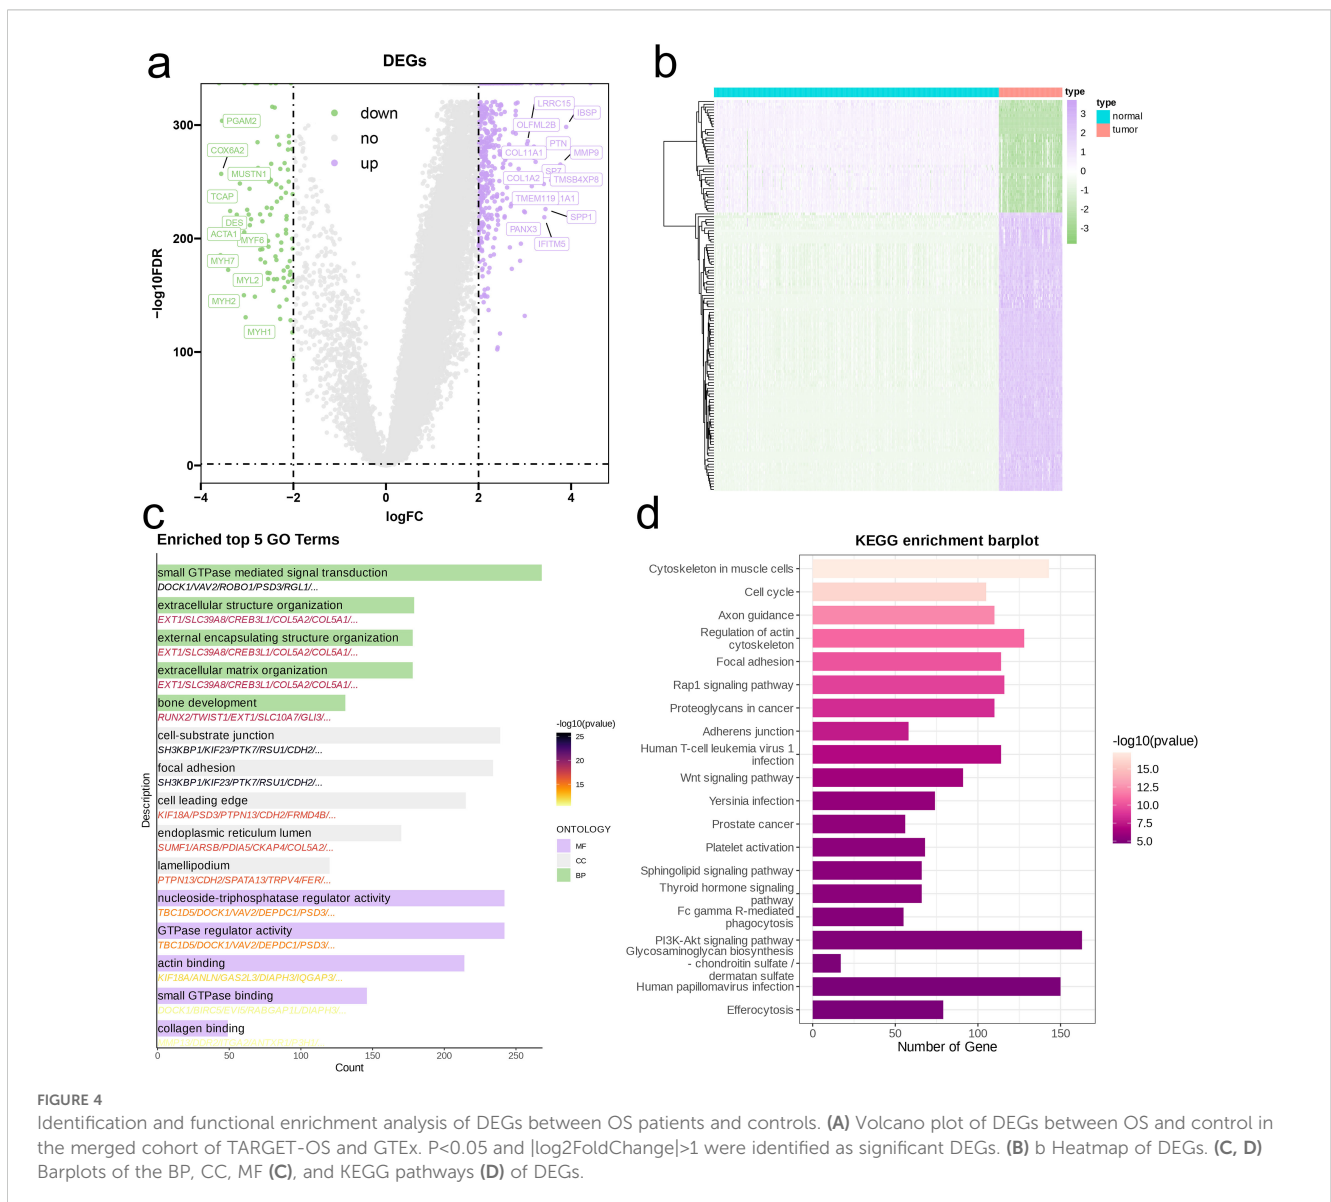 a
DEGs
down
no
up
PGAM2
COX6A2
MUSTN1
TCAP
DES
ACTA1
MYF6
MYH7
MYL2
MYH2
MYH1
LRRC15
IBSP
OLFML2B
PTN
COL11A1
MMP9
SP7
COL1A2
TMSB4XP8
TMEM119
1A1
SPP1
PANX3
IFITM5
300
200
100
0
−log10FDR
−4
−2
0
2
4
logFC
b
type
3
2
1
0
-1
-2
-3
type
normal
tumor
c
Enriched top 5 GO Terms
small GTPase mediated signal transduction
DOCK1/VAV2/ROBO1/PSD3/RGL1/...
extracellular structure organization
EXT1/SLC39A8/CREB3L1/COL5A2/COL5A1/...
external encapsulating structure organization
EXT1/SLC39A8/CREB3L1/COL5A2/COL5A1/...
extracellular matrix organization
EXT1/SLC39A8/CREB3L1/COL5A2/COL5A1/...
bone development
RUNX2/TWIST1/EXT1/SLC10A7/GLI3/...
cell-substrate junction
SH3KBP1/KIF23/PTK7/RSU1/CDH2/...
focal adhesion
SH3KBP1/KIF23/PTK7/RSU1/CDH2/...
cell leading edge
KIF18A/PSD3/PTPN13/CDH2/FRMD4B/...
endoplasmic reticulum lumen
SUMF1/ARSB/PDIA5/CKAP4/COL5A2/...
lamellipodium
PTPN13/CDH2/SPATA13/TRPV4/FER/...
nucleoside-triphosphatase regulator activity
TBC1D5/DOCK1/VAV2/DEPDC1/PSD3/...
GTPase regulator activity
TBC1D5/DOCK1/VAV2/DEPDC1/PSD3/...
actin binding
KIF18A/ANLN/GAS2L3/DIAPH3/IQGAP3/...
small GTPase binding
DOCK1/BIRC5/EVI5/RABGAP1L/DIAPH3/...
collagen binding
Description
0
50
100
150
200
250
Count
-log10(pvalue)
25
20
15
ONTOLOGY
MF
CC
BP
d
KEGG enrichment barplot
Cytoskeleton in muscle cells
Cell cycle
Axon guidance
Regulation of actin
cytoskeleton
Focal adhesion
Rap1 signaling pathway
Proteoglycans in cancer
Adherens junction
Human T-cell leukemia virus 1
infection
Wnt signaling pathway
Yersinia infection
Prostate cancer
Platelet activation
Sphingolipid signaling pathway
Thyroid hormone signaling
pathway
Fc gamma R-mediated
phagocytosis
PI3K-Akt signaling pathway
Glycosaminoglycan biosynthesis
- chondroitin sulfate /
dermatan sulfate
Human papillomavirus infection
Efferocytosis
0
50
100
150
Number of Gene
-log10(pvalue)
15.0
12.5
10.0
7.5
5.0
FIGURE 4
Identification and functional enrichment analysis of DEGs between OS patients and controls. (A) Volcano plot of DEGs between OS and control in
the merged cohort of TARGET-OS and GTEx. P<0.05 and |log2FoldChange|>1 were identified as significant DEGs. (B) b Heatmap of DEGs. (C, D)
Barplots of the BP, CC, MF (C), and KEGG pathways (D) of DEGs.